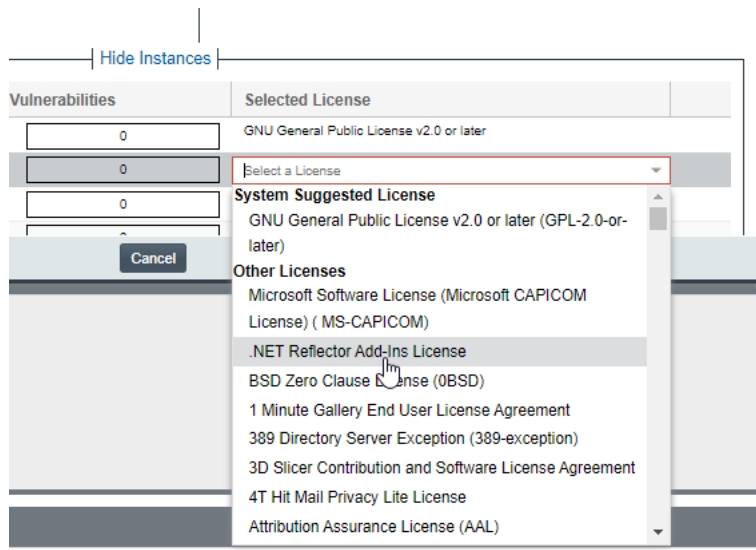 Hide Instances
Vulnerabilities Selected License
0 GNU General Public License v2.0 or later
0 Select a License
0
System Suggested License
GNU General Public License v2.0 or later (GPL-2.0-or-
later)
Cancel
Other Licenses
Microsoft Software License (Microsoft CAPICOM
License) ( MS-CAPICOM)
.NET Reflector Add-Ins License
BSD Zero Clause License (0BSD)
1 Minute Gallery End User License Agreement
389 Directory Server Exception (389-exception)
3D Slicer Contribution and Software License Agreement
4T Hit Mail Privacy Lite License
Attribution Assurance License (AAL)